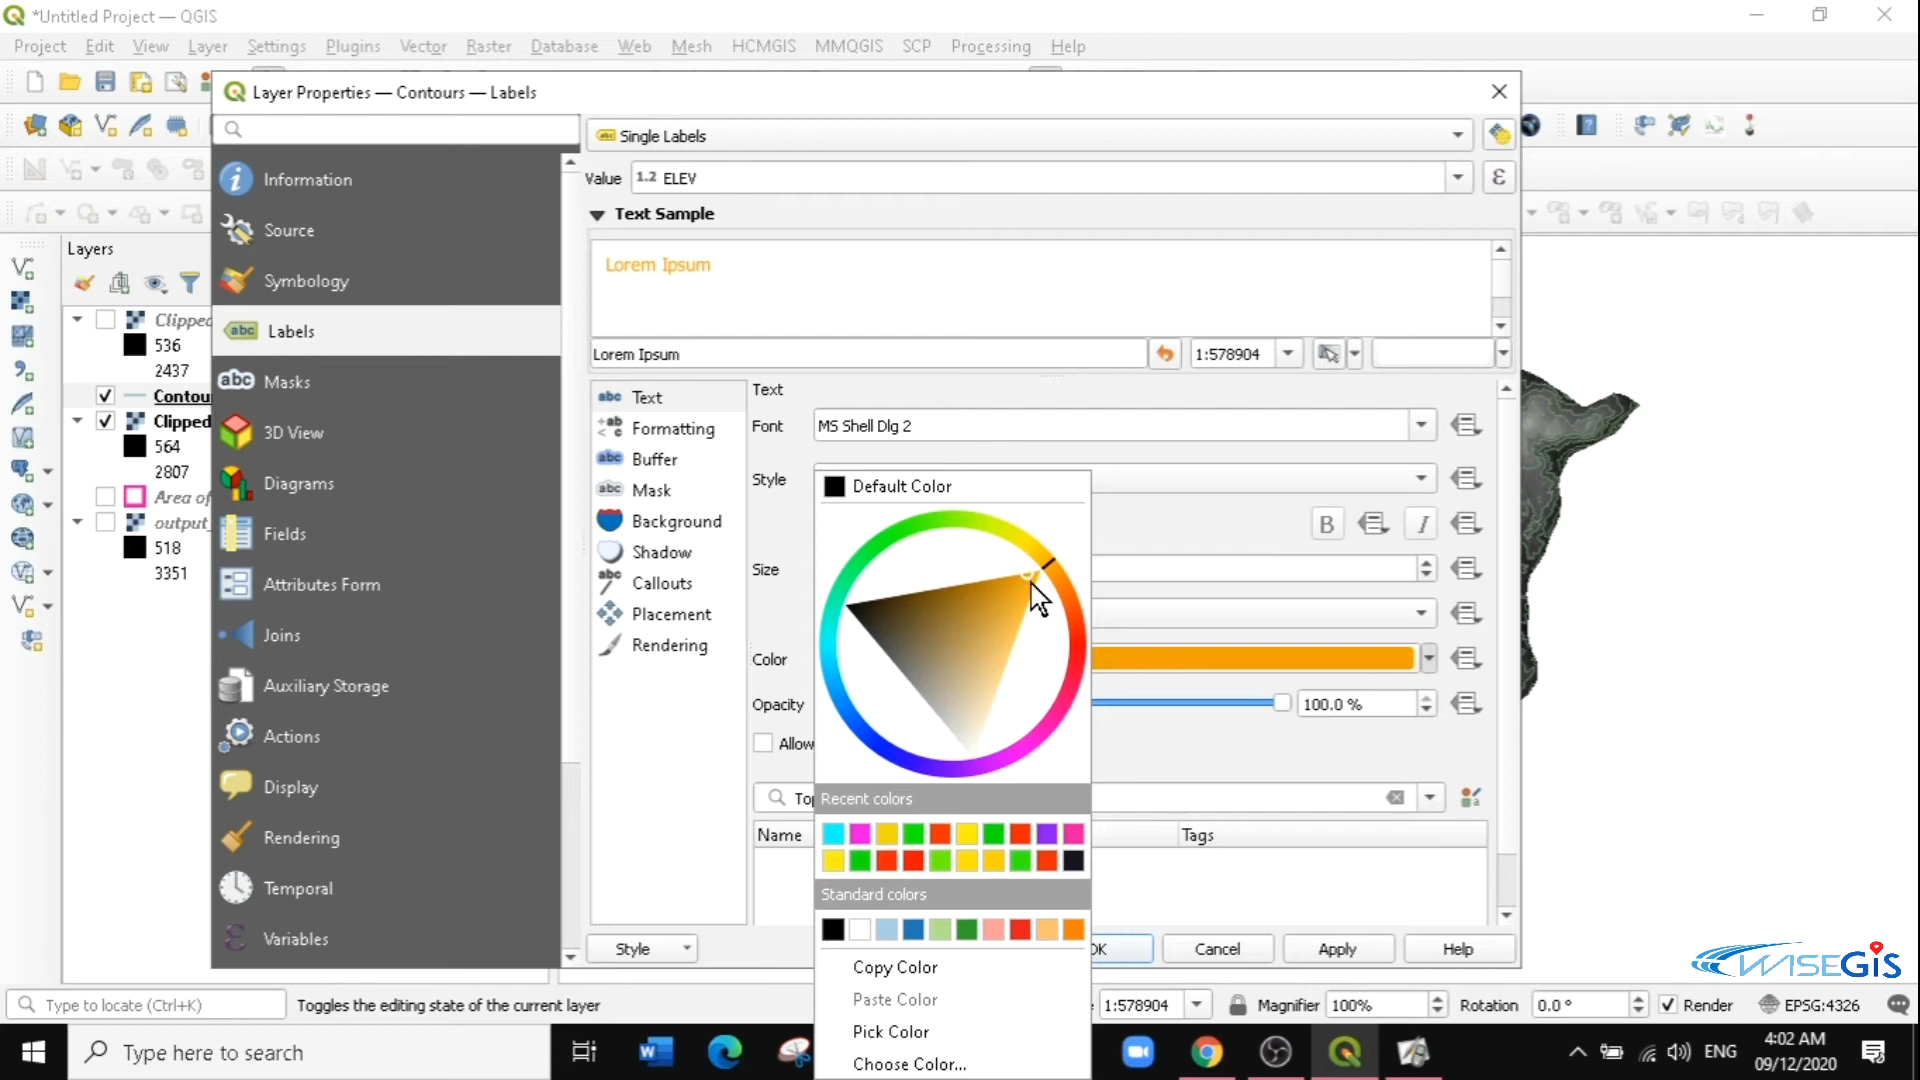 *Untitled Project — QGIS
Project Edit View Layer Settings Plugins Vector Raster Database Web Mesh HCMGIS MMQGIS SCP Processing Help
Layer Properties — Contours — Labels
Single Labels
Value 1.2 ELEV
Information
Source
Symbology
Labels
Masks
3D View
Diagrams
Fields
Attributes Form
Joins
Auxiliary Storage
Actions
Display
Rendering
Temporal
Variables
Layers
Clipped
536
2437
Contou
Clipped
564
2807
Area of
output_
518
3351
Text Sample
Lorem Ipsum
Lorem Ipsum
1:578904
Text
Formatting
Buffer
Mask
Background
Shadow
Callouts
Placement
Rendering
Text
Font MS Shell Dlg 2
Style
B I
Size
Color
Opacity 100.0 %
Allow
Name Tags
Default Color
Recent colors
Standard colors
Copy Color
Paste Color
Pick Color
Choose Color...
Style OK Cancel Apply Help
WISEGIS
Type to locate (Ctrl+K) Toggles the editing state of the current layer 1:578904 Magnifier 100% Rotation 0.0 ° Render EPSG:4326
Type here to search ENG 4:02 AM
09/12/2020